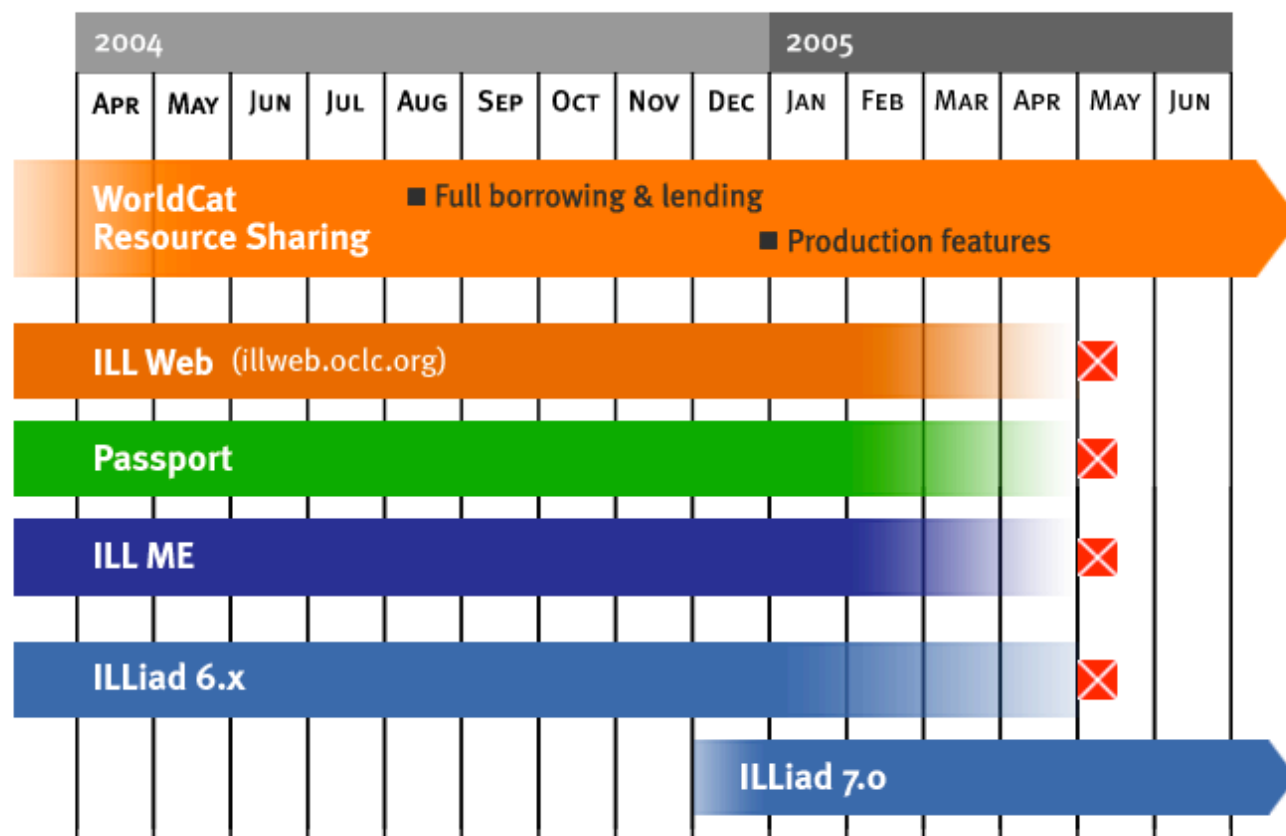 2004 2005
APR MAY JUN JUL AUG SEP OCT NOV DEC JAN FEB MAR APR MAY JUN
WorldCat
Resource Sharing
■ Full borrowing & lending
■ Production features
ILL Web (illweb.oclc.org)
Passport
ILL ME
ILLiad 6.x
ILLiad 7.0